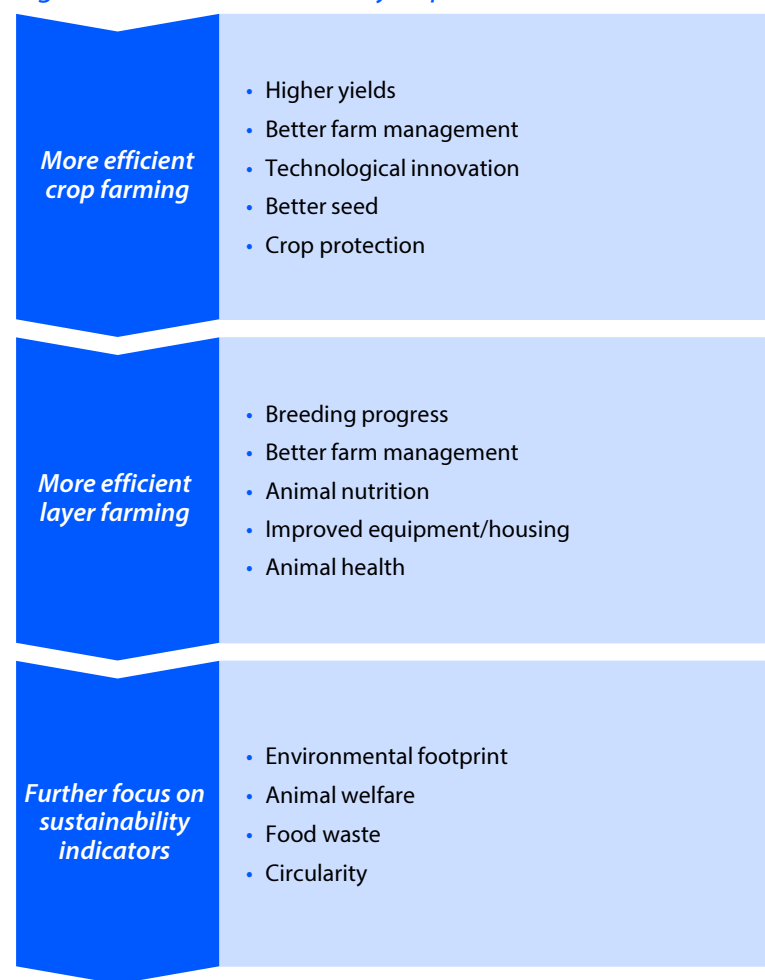 More efficient
crop farming
• Higher yields
• Better farm management
• Technological innovation
• Better seed
• Crop protection
More efficient
layer farming
• Breeding progress
• Better farm management
• Animal nutrition
• Improved equipment/housing
• Animal health
Further focus on
sustainability
indicators
• Environmental footprint
• Animal welfare
• Food waste
• Circularity